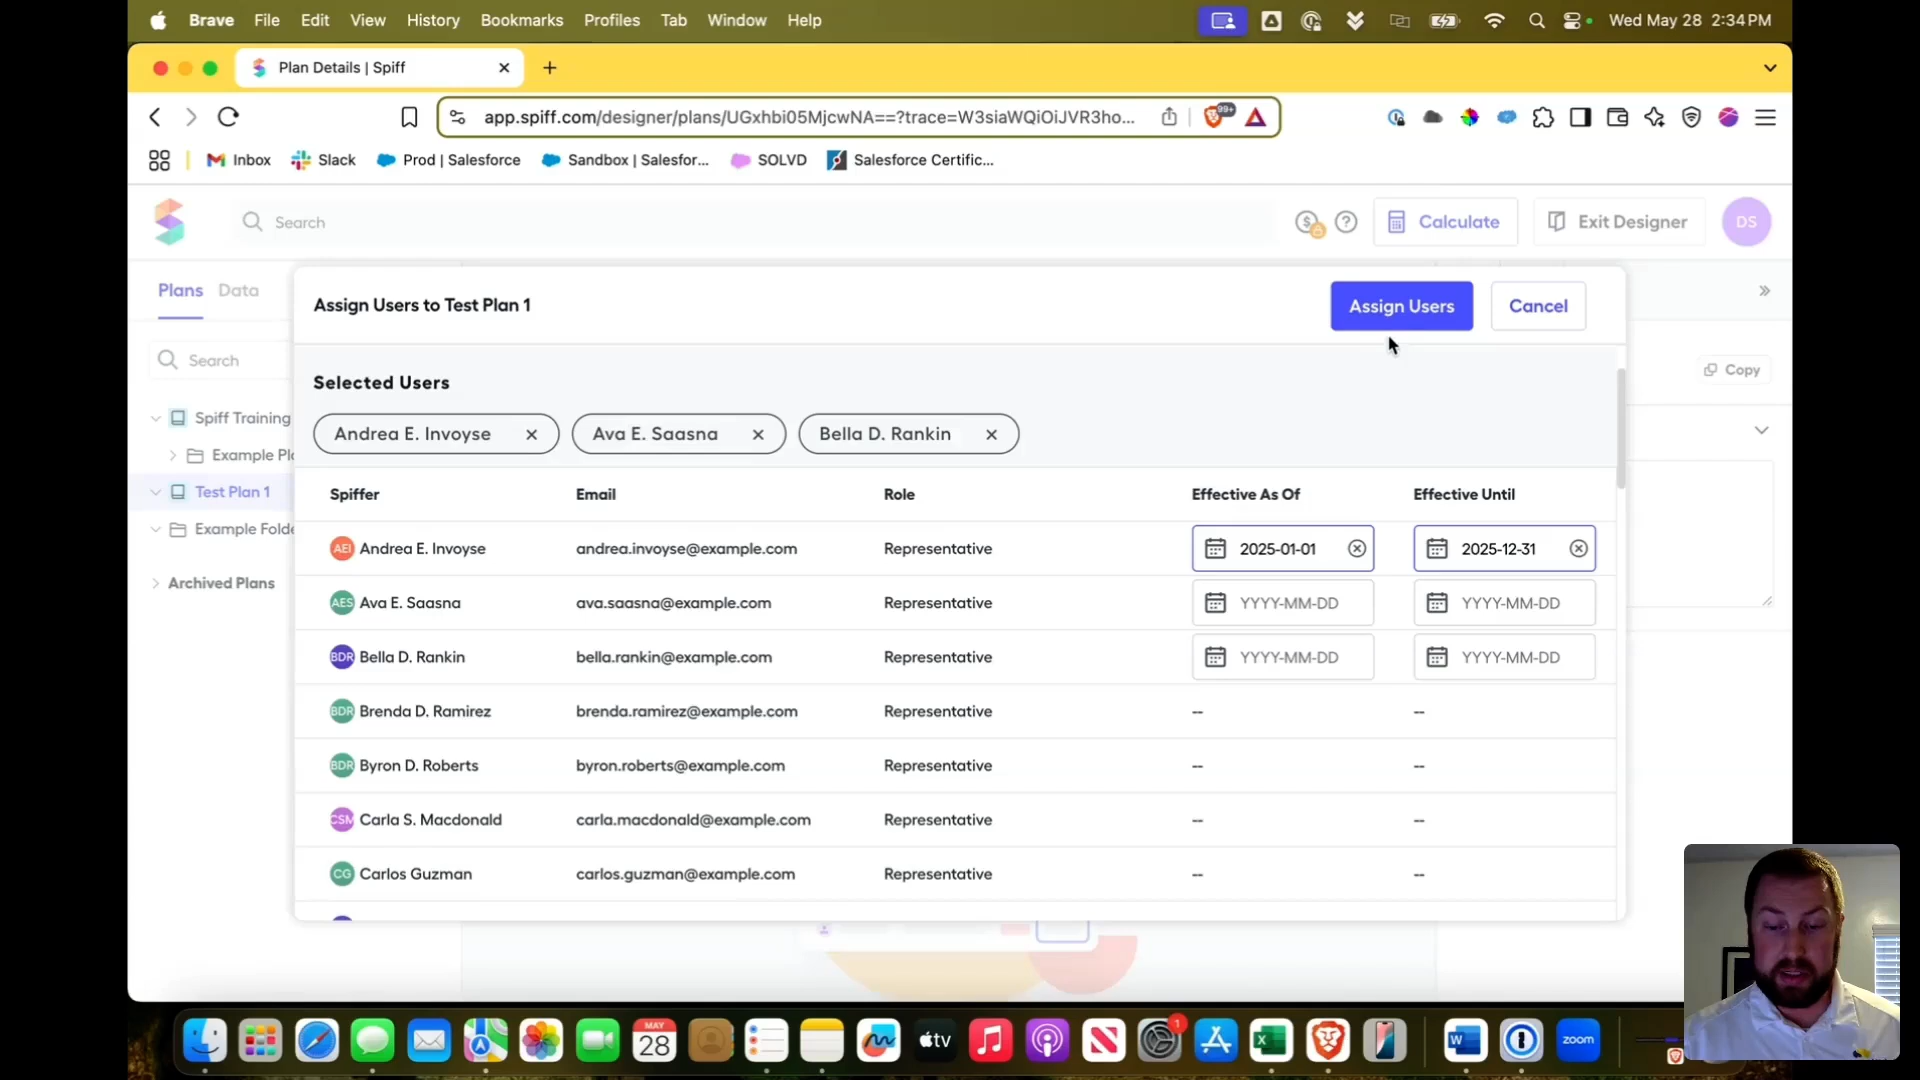 Brave File Edit View History Bookmarks Profiles Tab Window Help Wed May 28 2:34 PM
Plan Details | Spiff
app.spiff.com/designer/plans/UGxhbi05MjcwNA==?trace=W3siaWQiOiJVR3ho... 99+
Inbox Slack Prod | Salesforce Sandbox | Salesfor... SOLVD Salesforce Certific...
Search Calculate Exit Designer DS
Plans Data
Assign Users to Test Plan 1 Assign Users Cancel
Search
Copy
Selected Users
Spiff Training
Andrea E. Invoyse Ava E. Saasna Bella D. Rankin
Example Pla
Test Plan 1
Example Folde
Archived Plans
Spiffer Email Role Effective As Of Effective Until
AEI Andrea E. Invoyse andrea.invoyse@example.com Representative 2025-01-01 2025-12-31
AES Ava E. Saasna ava.saasna@example.com Representative YYYY-MM-DD YYYY-MM-DD
BDR Bella D. Rankin bella.rankin@example.com Representative YYYY-MM-DD YYYY-MM-DD
BDR Brenda D. Ramirez brenda.ramirez@example.com Representative -- --
BDR Byron D. Roberts byron.roberts@example.com Representative -- --
CSM Carla S. Macdonald carla.macdonald@example.com Representative -- --
CG Carlos Guzman carlos.guzman@example.com Representative -- --
MAY
28
tv
1
zoom